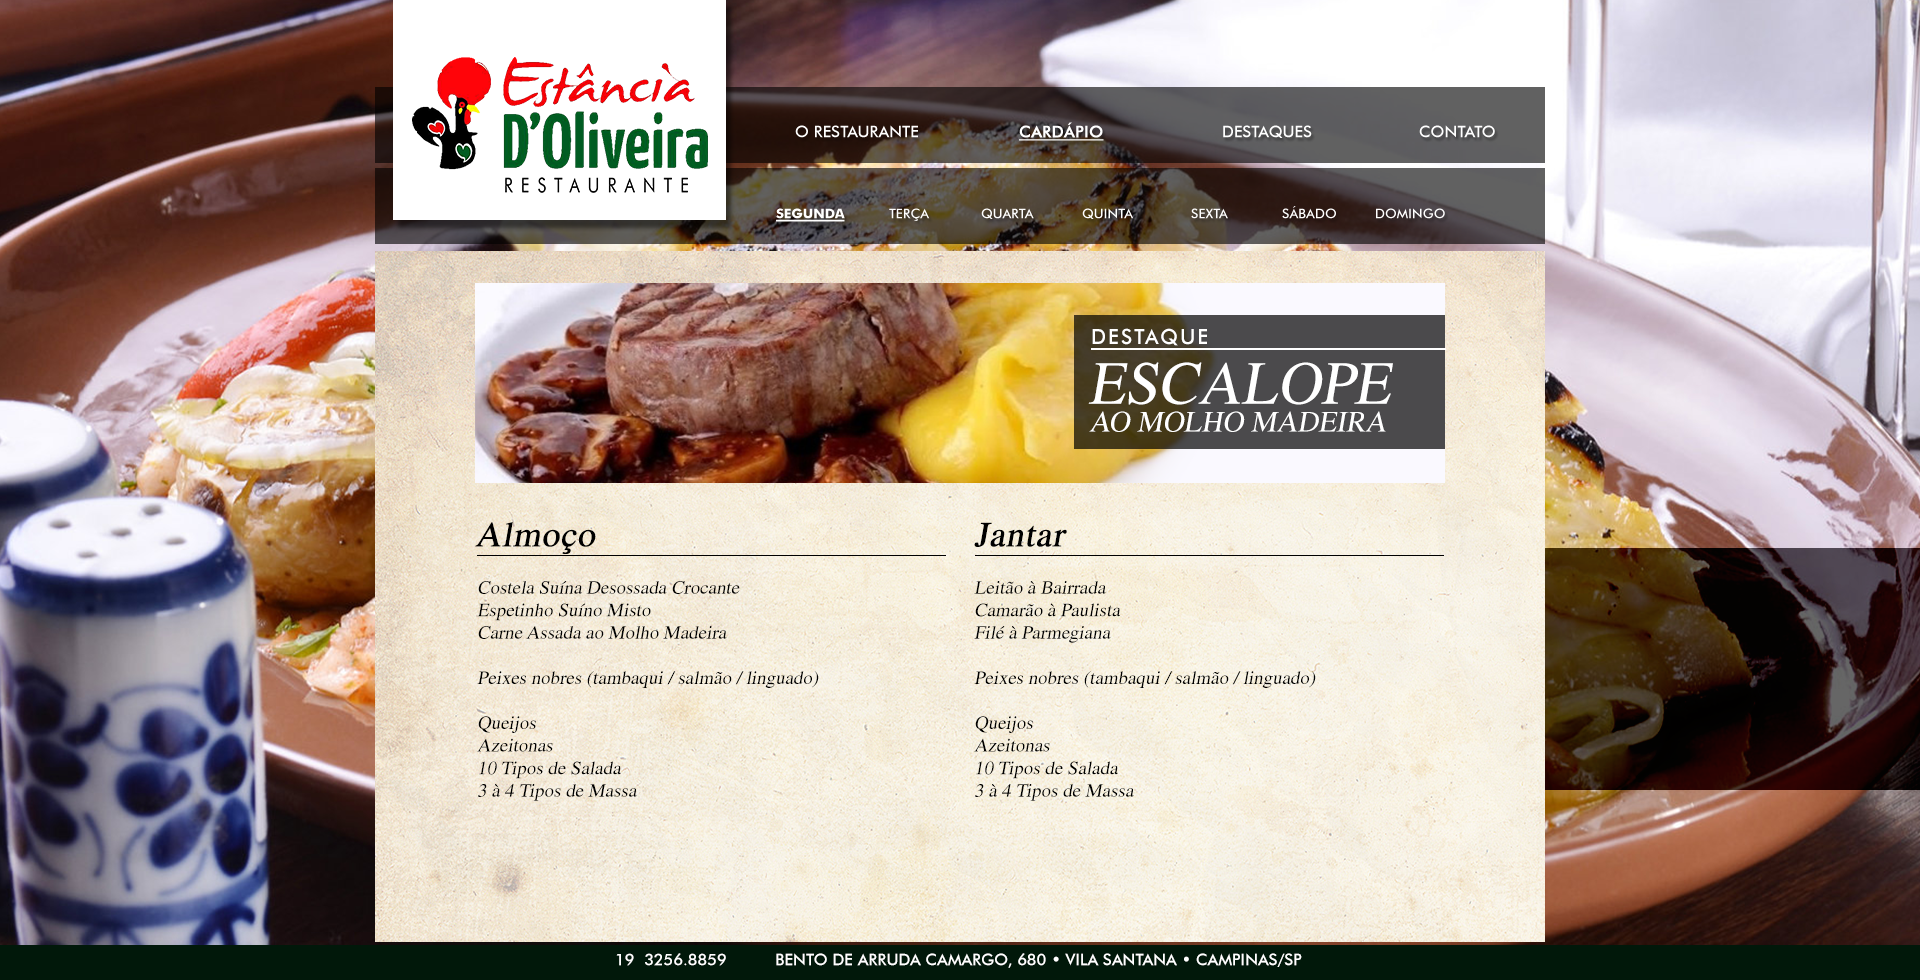 Estância
D'Oliveira
RESTAURANTE
O RESTAURANTE
CARDÁPIO
DESTAQUES
CONTATO
SEGUNDA
TERÇA
QUARTA
QUINTA
SEXTA
SÁBADO
DOMINGO
DESTAQUE
ESCALOPE
AO MOLHO MADEIRA
Almoço
Costela Suína Desossada Crocante
Espetinho Suíno Misto
Carne Assada ao Molho Madeira
Peixes nobres (tambaqui / salmão / linguado)
Queijos
Azeitonas
10 Tipos de Salada
3 à 4 Tipos de Massa
Jantar
Leitão à Bairrada
Camarão à Paulista
Filé à Parmegiana
Peixes nobres (tambaqui / salmão / linguado)
Queijos
Azeitonas
10 Tipos de Salada
3 à 4 Tipos de Massa
19 3256.8859
BENTO DE ARRUDA CAMARGO, 680 • VILA SANTANA • CAMPINAS/SP